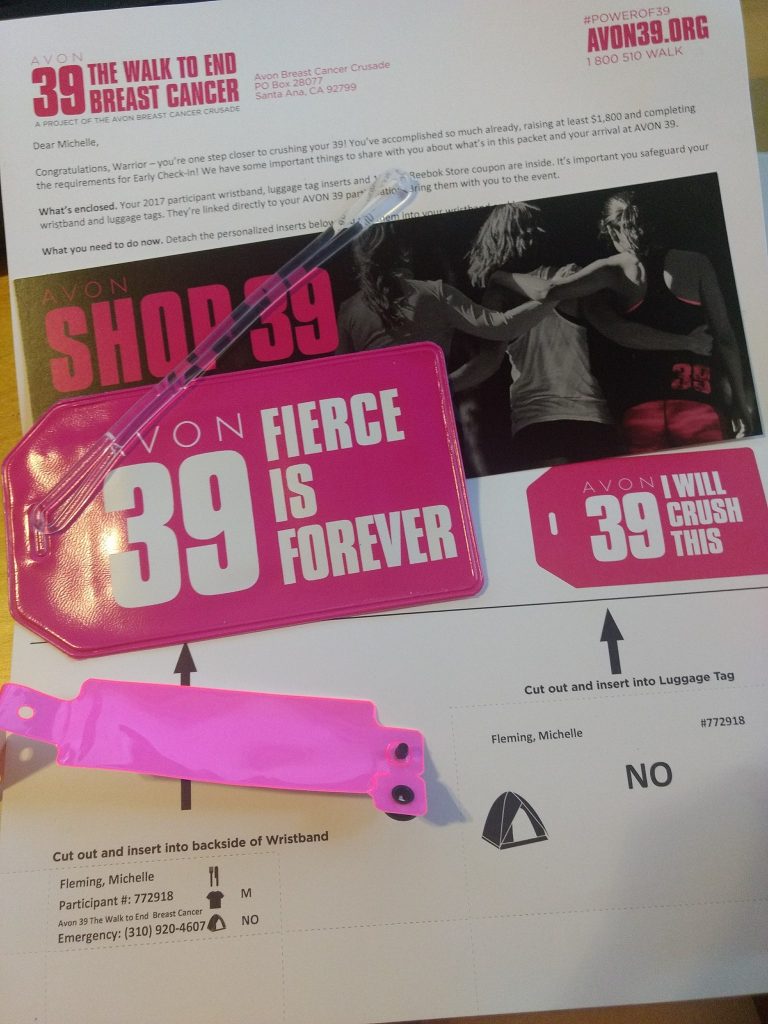 AVON
39 THE WALK TO END
BREAST CANCER
A PROJECT OF THE AVON BREAST CANCER CRUSADE
Avon Breast Cancer Crusade
PO Box 28077
Santa Ana, CA 92799
#POWEROF39
AVON39.ORG
1 800 510 WALK
Dear Michelle,
Congratulations, Warrior – you're one step closer to crushing your 39! You've accomplished so much already, raising at least $1,800 and completing
the requirements for Early Check-in! We have some important things to share with you about what's in this packet and your arrival at AVON 39.
What's enclosed. Your 2017 participant wristband, luggage tag inserts and Reebok Store coupon are inside. It's important you safeguard your
wristband and luggage tags. They're linked directly to your AVON 39 bring them with you to the event.
What you need to do now. Detach the personalized inserts below into your
AVON
SHOP 39
39
AVON
39 FIERCE
IS
FOREVER
AVON
39 I WILL
CRUSH
THIS
Cut out and insert into Luggage Tag
Fleming, Michelle
#772918
NO
Cut out and insert into backside of Wristband
Fleming, Michelle
Participant #: 772918
M
Avon 39 The Walk to End Breast Cancer
Emergency: (310) 920-4607
NO